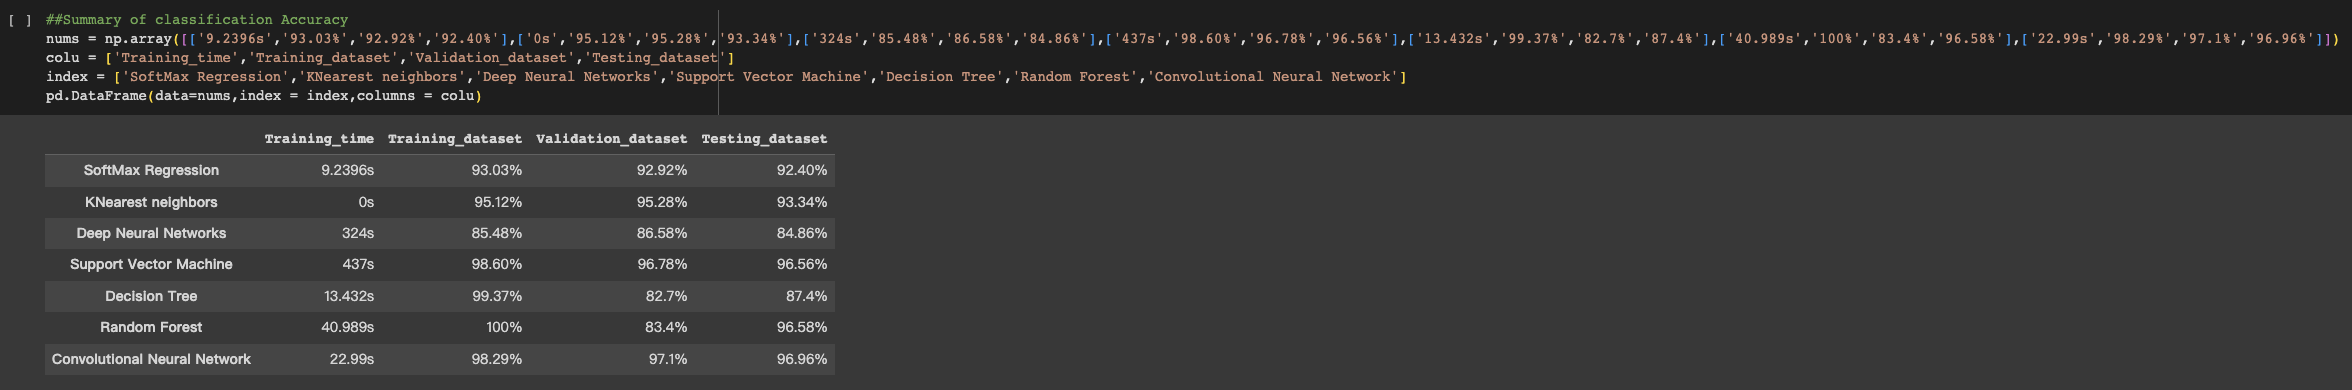 [ ] ##Summary of classification Accuracy
nums = np.array([['9.2396s','93.03%','92.92%','92.40%'],['0s','95.12%','95.28%','93.34%'],['324s','85.48%','86.58%','84.86%'],['437s','98.60%','96.78%','96.56%'],['13.432s','99.37%','82.7%','87.4%'],['40.989s','100%','83.4%','96.58%'],['22.99s','98.29%','97.1%','96.96%']])
colu = ['Training_time','Training_dataset','Validation_dataset','Testing_dataset']
index = ['SoftMax Regression','KNearest neighbors','Deep Neural Networks','Support Vector Machine','Decision Tree','Random Forest','Convolutional Neural Network']
pd.DataFrame(data=nums,index = index,columns = colu)
Training_time Training_dataset Validation_dataset Testing_dataset
SoftMax Regression 9.2396s 93.03% 92.92% 92.40%
KNearest neighbors 0s 95.12% 95.28% 93.34%
Deep Neural Networks 324s 85.48% 86.58% 84.86%
Support Vector Machine 437s 98.60% 96.78% 96.56%
Decision Tree 13.432s 99.37% 82.7% 87.4%
Random Forest 40.989s 100% 83.4% 96.58%
Convolutional Neural Network 22.99s 98.29% 97.1% 96.96%